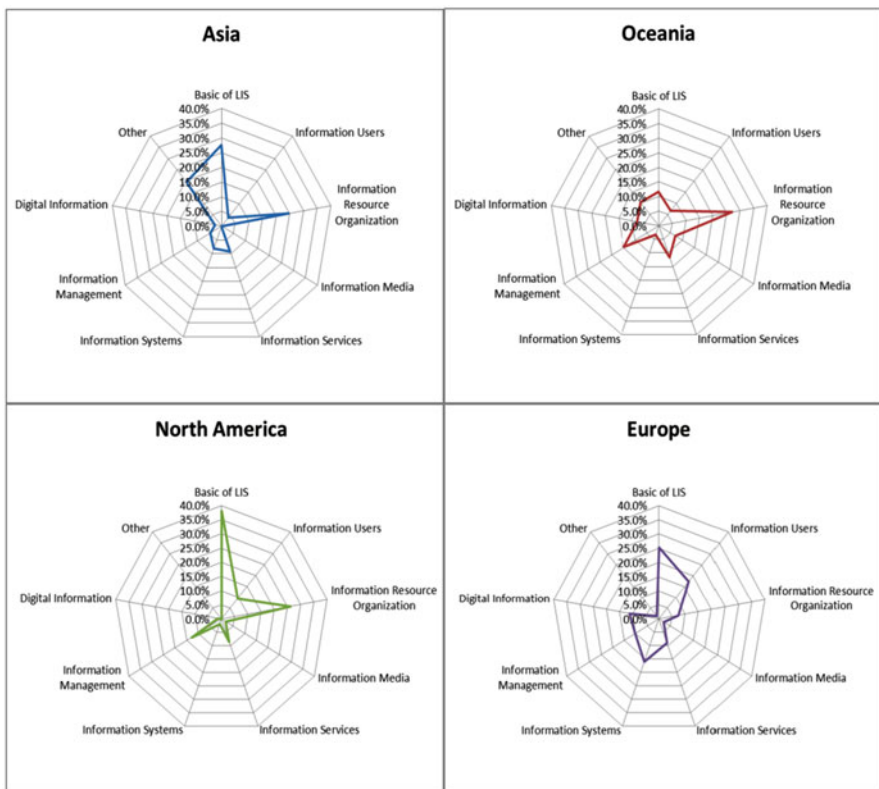 Asia
Basic of LIS
40.0%
35.0%
30.0%
25.0%
20.0%
15.0%
10.0%
5.0%
0.0%
Information Users
Information
Resource
Organization
Information Media
Information Services
Information Systems
Information
Management
Digital Information
Other
Oceania
Basic of LIS
40.0%
35.0%
30.0%
25.0%
20.0%
15.0%
10.0%
5.0%
0.0%
Information Users
Information
Resource
Organization
Information Media
Information Services
Information Systems
Information
Management
Digital Information
Other
North America
Basic of LIS
40.0%
35.0%
30.0%
25.0%
20.0%
15.0%
10.0%
5.0%
0.0%
Information Users
Information Resource
Organization
Information Media
Information Services
Information Systems
Information
Management
Digital Information
Other
Europe
Basic of LIS
40.0%
35.0%
30.0%
25.0%
20.0%
15.0%
10.0%
5.0%
0.0%
Information Users
Information Resource
Organization
Information Media
Information Services
Information Systems
Information
Management
Digital Information
Other